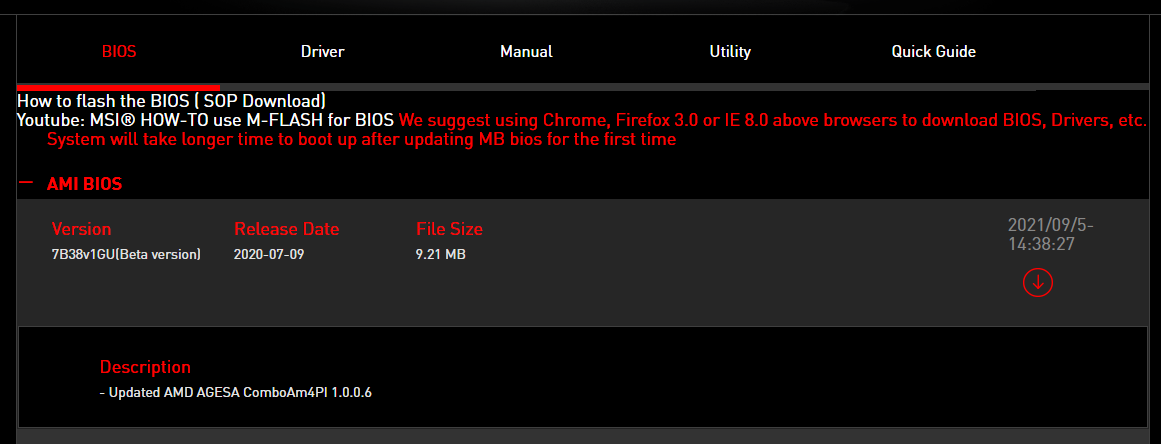 BIOS Driver Manual Utility Quick Guide
How to flash the BIOS ( SOP Download)
Youtube: MSI® HOW-TO use M-FLASH for BIOS We suggest using Chrome, Firefox 3.0 or IE 8.0 above browsers to download BIOS, Drivers, etc.
System will take longer time to boot up after updating MB bios for the first time
AMI BIOS
Version Release Date File Size
7B38v1GU(Beta version) 2020-07-09 9.21 MB
2021/09/5-
14:38:27
Description
- Updated AMD AGESA ComboAm4PI 1.0.0.6